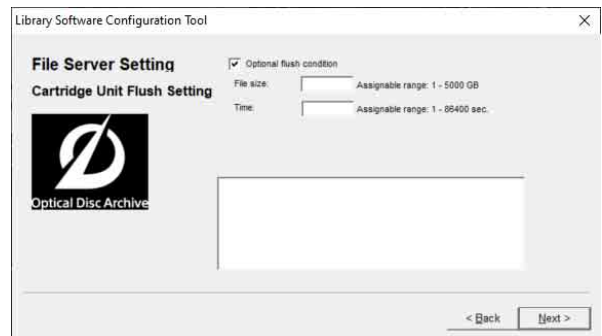 Library Software Configuration Tool
File Server Setting
Optional flush condition
Cartridge Unit Flush Setting
File size: Assignable range: 1 - 5000 GB
Time: Assignable range: 1 - 86400 sec.
Optical Disc Archive
< Back Next >